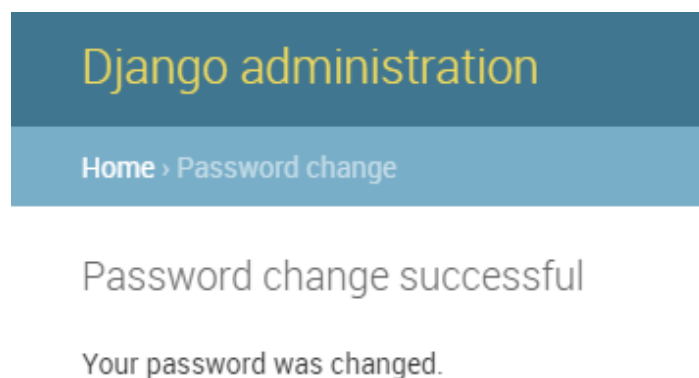 Django administration
Home › Password change
Password change successful
Your password was changed.